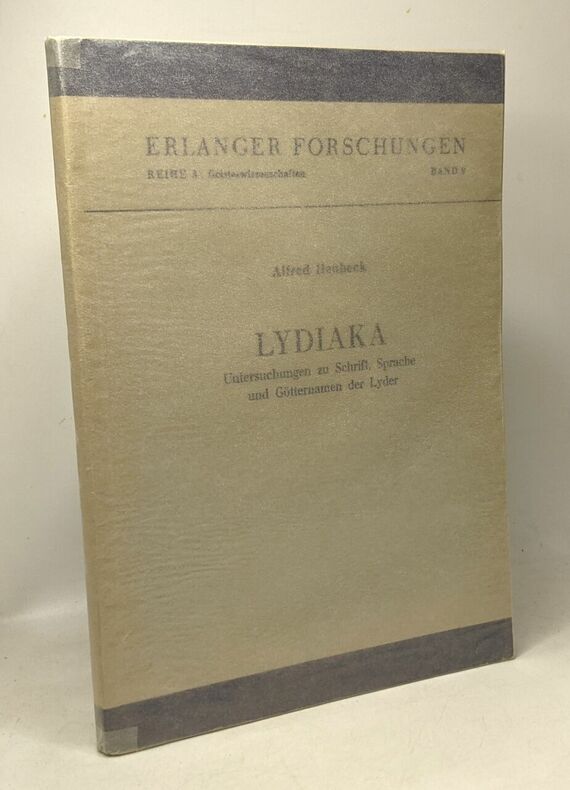 ERLANGER FORSCHUNGEN
REIHE A: Geisteswissenschaften BAND 9
Alfred Heubeck
LYDIAKA
Untersuchungen zu Schrift, Sprache
und Götternamen der Lyder